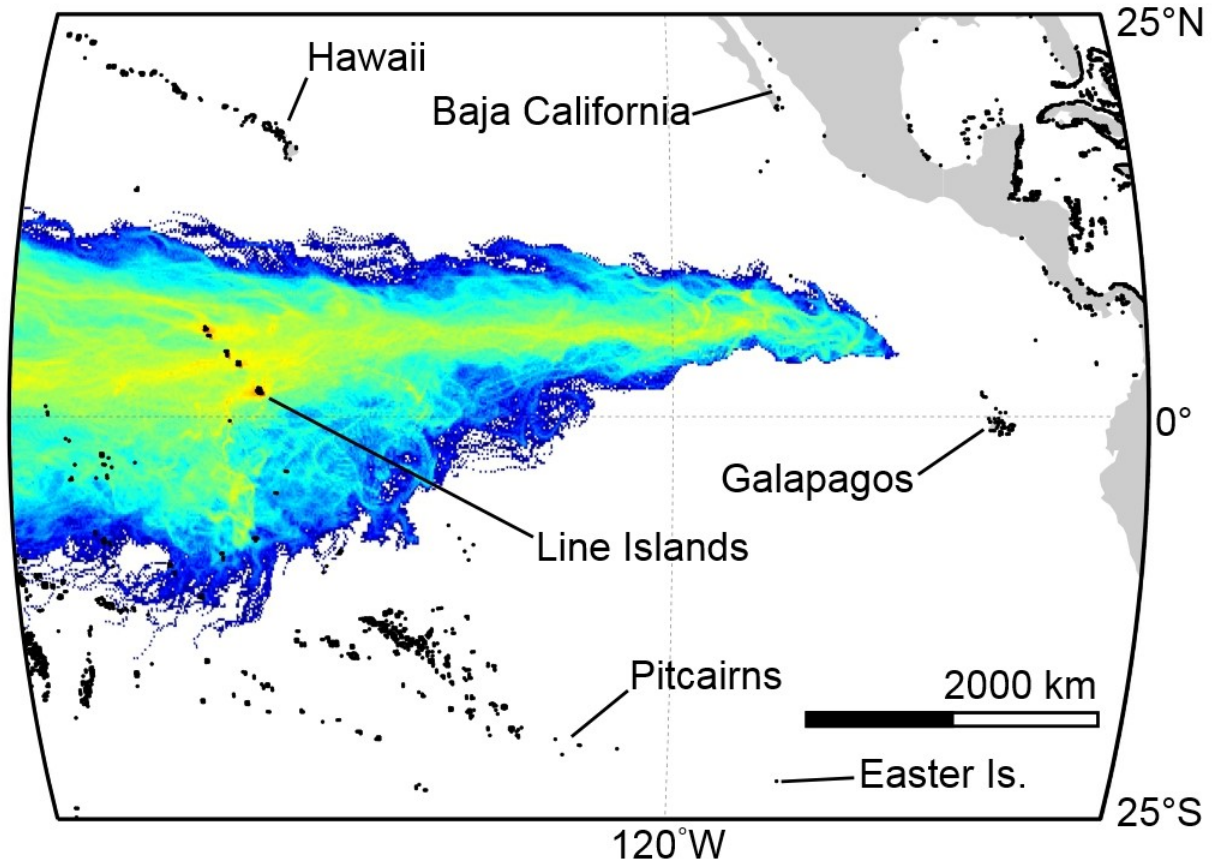 25°N
Hawaii
Baja California
0°
Galapagos
Line Islands
Pitcairns
2000 km
Easter Is.
25°S
120°W